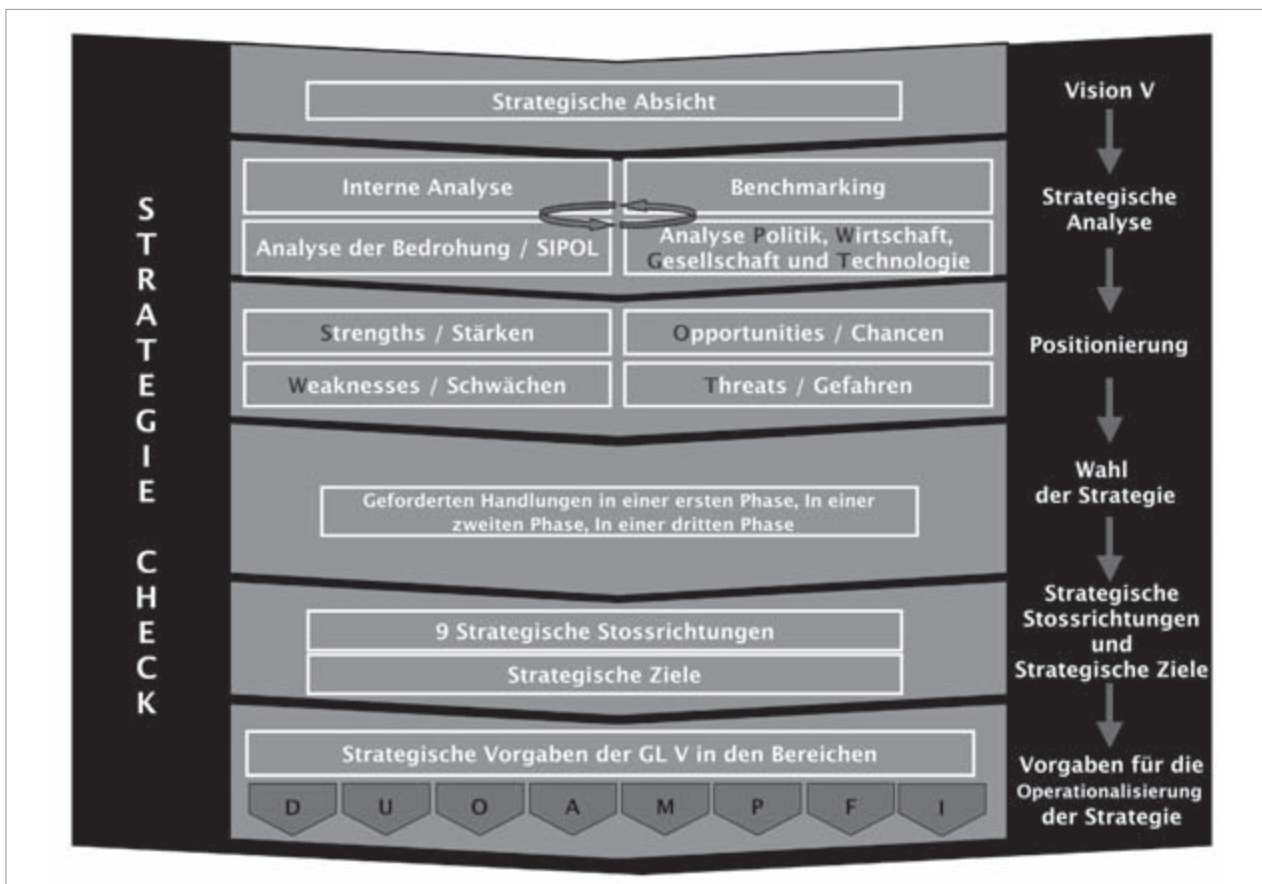 STRATEGIE CHECK
Strategische Absicht
Vision V
Interne Analyse
Benchmarking
Analyse der Bedrohung / SIPOL
Analyse Politik, Wirtschaft,
Gesellschaft und Technologie
Strategische
Analyse
Strengths / Stärken
Opportunities / Chancen
Weaknesses / Schwächen
Threats / Gefahren
Positionierung
Geforderten Handlungen in einer ersten Phase, In einer
zweiten Phase, In einer dritten Phase
Wahl
der Strategie
9 Strategische Stossrichtungen
Strategische Ziele
Strategische
Stossrichtungen
und
Strategische Ziele
Strategische Vorgaben der GL V in den Bereichen
D U O A M P F I
Vorgaben für die
Operationalisierung
der Strategie